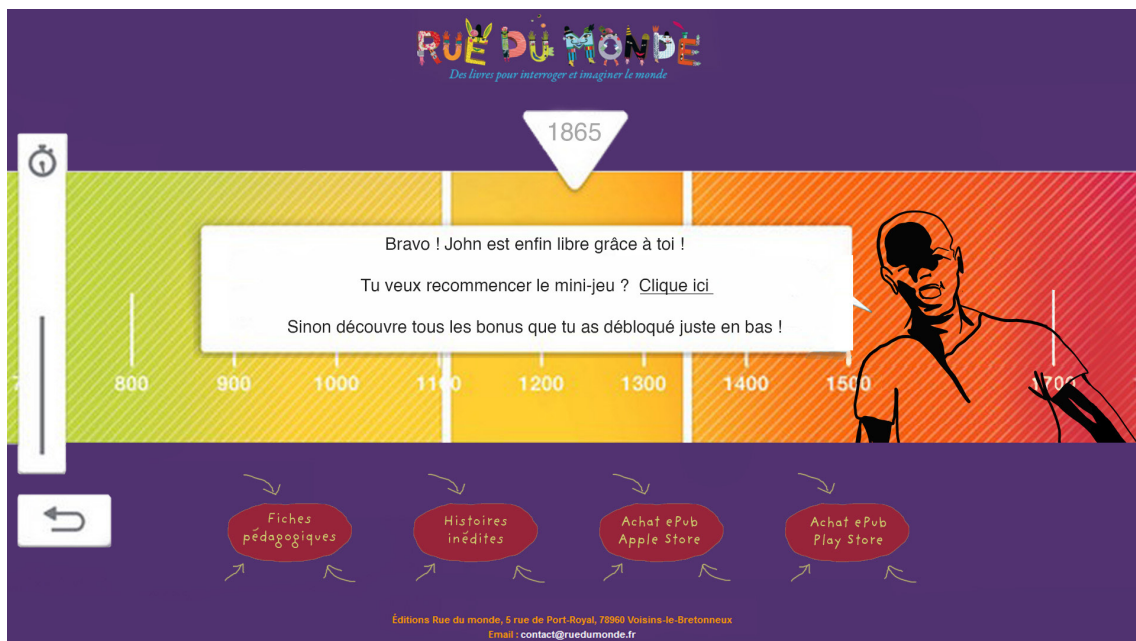 RUE DU MONDE
Des livres pour interroger et imaginer le monde
1865
Bravo ! John est enfin libre grâce à toi !
Tu veux recommencer le mini-jeu ? Clique ici
Sinon découvre tous les bonus que tu as débloqué juste en bas !
800 900 1000 1100 1200 1300 1400 1500 1700
Fiches
pédagogiques
Histoires
inédites
Achat ePub
Apple Store
Achat ePub
Play Store
Éditions Rue du monde, 5 rue de Port-Royal, 78960 Voisins-le-Bretonneux
Email : contact@ruedumonde.fr